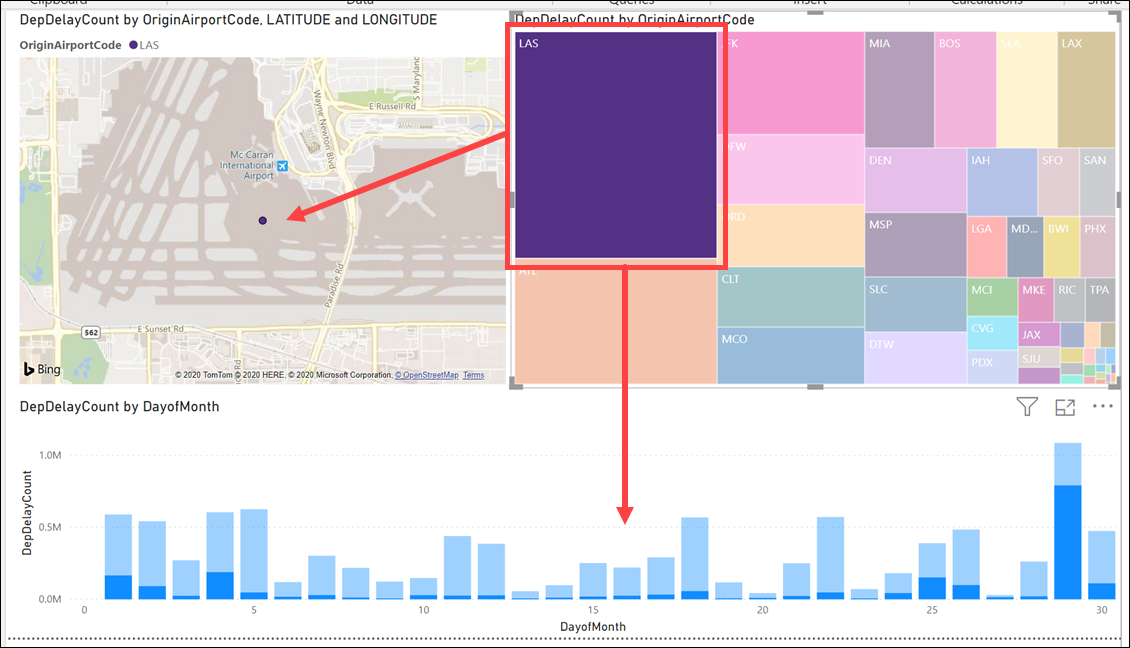 Clipboard
Data
Queries
Insert
Calculations
Share
DepDelayCount by OriginAirportCode, LATITUDE and LONGITUDE
OriginAirportCode LAS
S Maryland
E Russell Rd
Wayne Newton Blvd
Mc Carran
International
Airport
Paradise Rd
562
E Sunset Rd
Bing
© 2020 TomTom © 2020 HERE, © 2020 Microsoft Corporation, © OpenStreetMap Terms
DepDelayCount by OriginAirportCode
LAS
JFK
MIA
BOS
SEA
LAX
DFW
DEN
IAH
SFO
SAN
ORD
MSP
LGA
MD...
BWI
PHX
ATL
CLT
SLC
MCI
MKE
RIC
TPA
MCO
DTW
CVG
JAX
PDX
SJU
DepDelayCount by DayofMonth
DepDelayCount
1.0M
0.5M
0.0M
0 5 10 15 20 25 30
DayofMonth